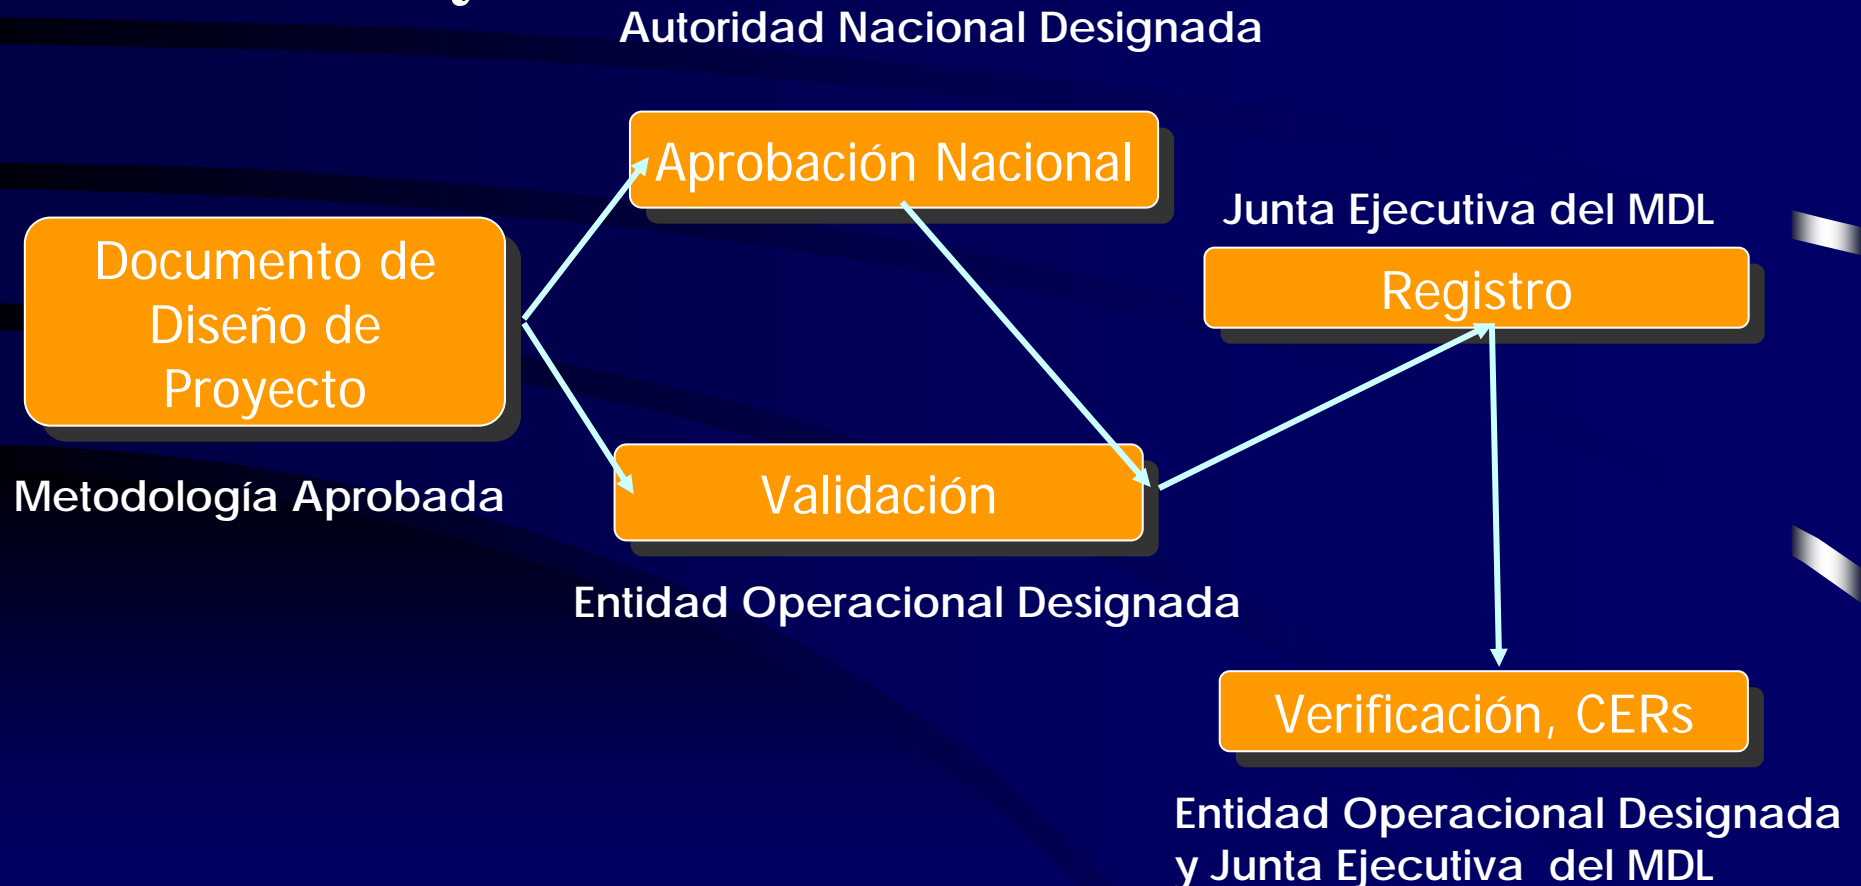 Autoridad Nacional Designada
Aprobación Nacional
Junta Ejecutiva del MDL
Registro
Documento de
Diseño de
Proyecto
Metodología Aprobada
Validación
Entidad Operacional Designada
Verificación, CERs
Entidad Operacional Designada
y Junta Ejecutiva del MDL